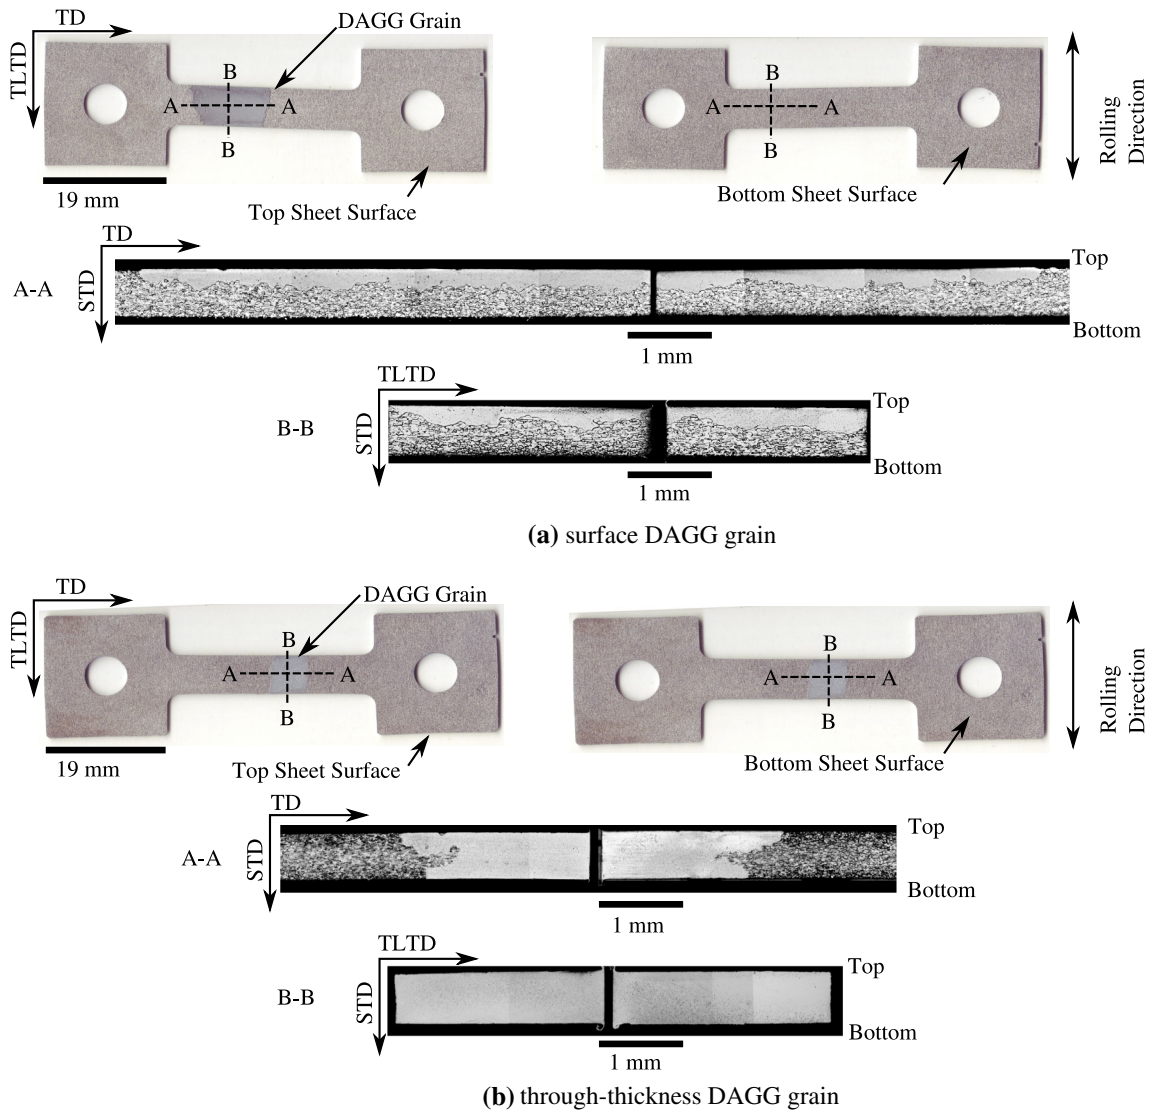 TD
TLTD
DAGG Grain
B
A
A
B
19 mm
Top Sheet Surface
B
A
A
B
Bottom Sheet Surface
Rolling
Direction
TD
A-A
STD
Top
Bottom
1 mm
TLTD
B-B
STD
Top
Bottom
1 mm
(a) surface DAGG grain
TD
TLTD
DAGG Grain
B
A
A
B
19 mm
Top Sheet Surface
B
A
A
B
Bottom Sheet Surface
Rolling
Direction
TD
A-A
STD
Top
Bottom
1 mm
TLTD
B-B
STD
Top
Bottom
1 mm
(b) through-thickness DAGG grain